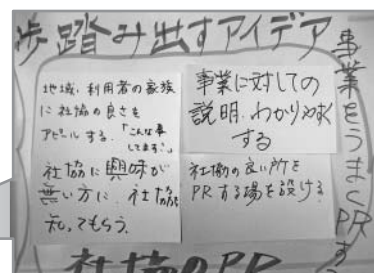 歩踏み出すアイデア
地域、利用者の家族
に社協の良さを
アピールする。「こんな事
してます!」
社協に興味が
無い方に、社協を
知ってもらう。
事業に対しての
説明、わかりやすく
する
社協の良い所を
PRする場を設ける
事業をうまくPRす
社協のPR